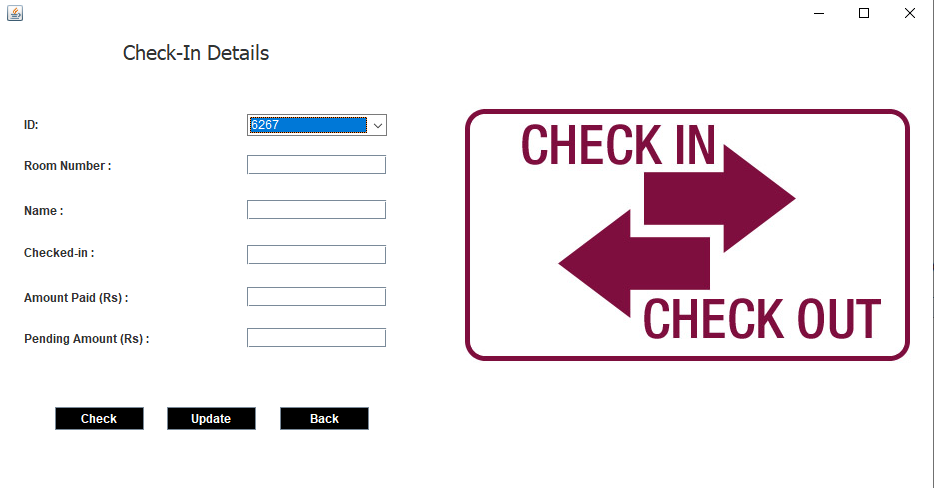 Check-In Details
ID:
6267
Room Number :
Name :
Checked-in :
Amount Paid (Rs) :
Pending Amount (Rs) :
Check
Update
Back
CHECK IN
CHECK OUT